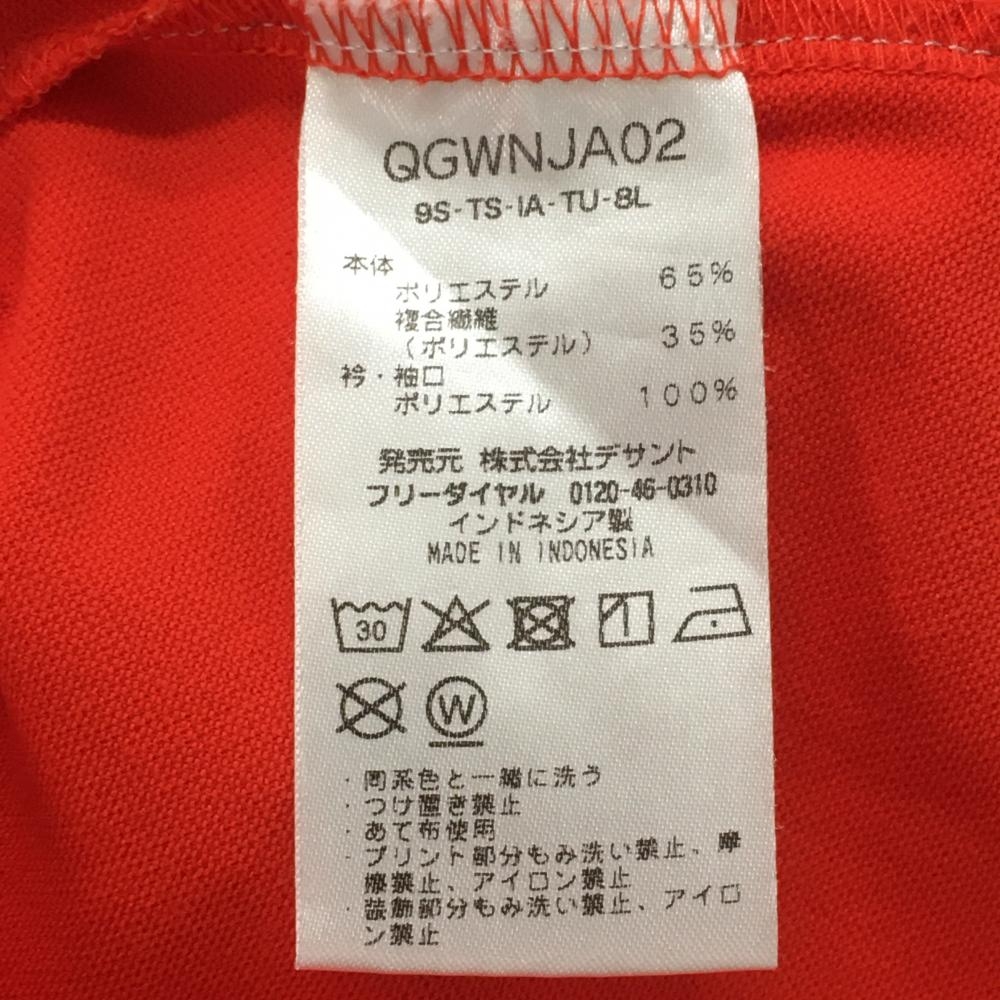 QGWNJA02
9S-TS-IA-TU-8L
本体
ポリエステル 65%
複合繊維
(ポリエステル) 35%
衿・袖口
ポリエステル 100%
発売元 株式会社デサント
フリーダイヤル 0120-46-0310
インドネシア製
MADE IN INDONESIA
30
W
・同系色と一緒に洗う
・つけ置き禁止
・あて布使用
・プリント部分もみ洗い禁止、摩
擦禁止、アイロン禁止
・装飾部分もみ洗い禁止、アイロ
ン禁止